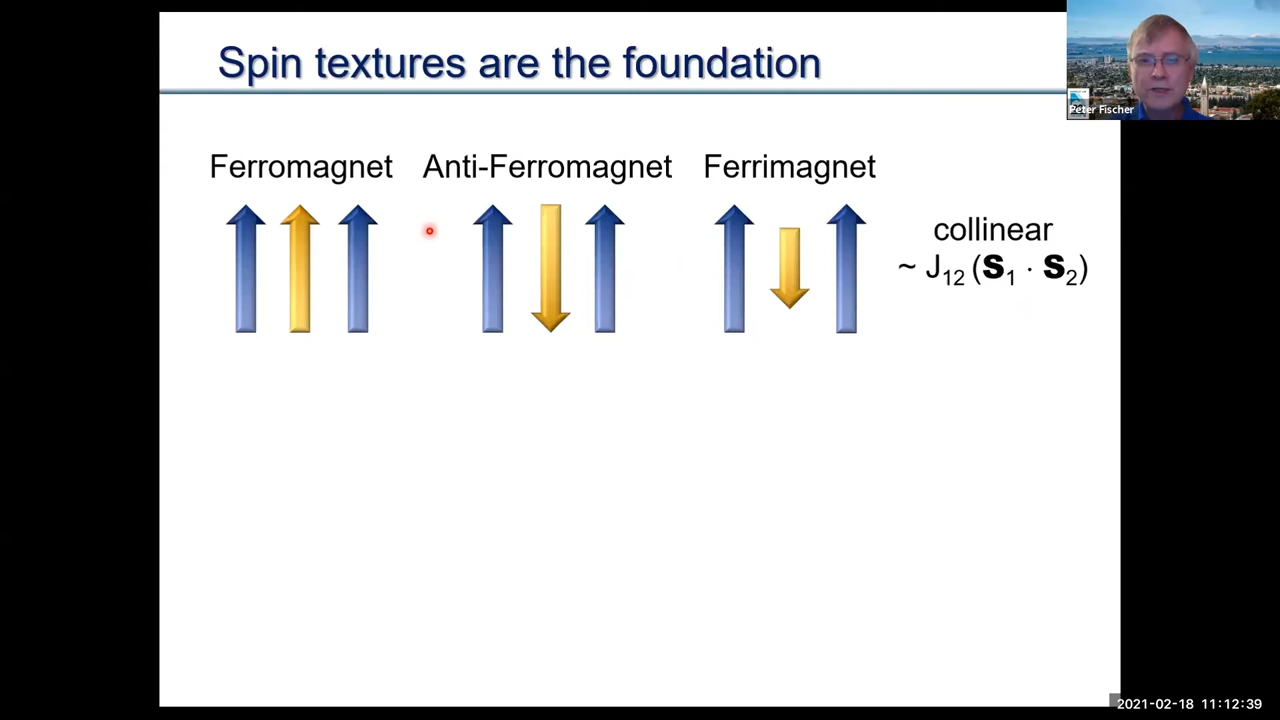 Spin textures are the foundation
Peter Fischer
Ferromagnet Anti-Ferromagnet Ferrimagnet
collinear
~ J₁₂ (S₁ · S₂)
2021-02-18 11:12:39